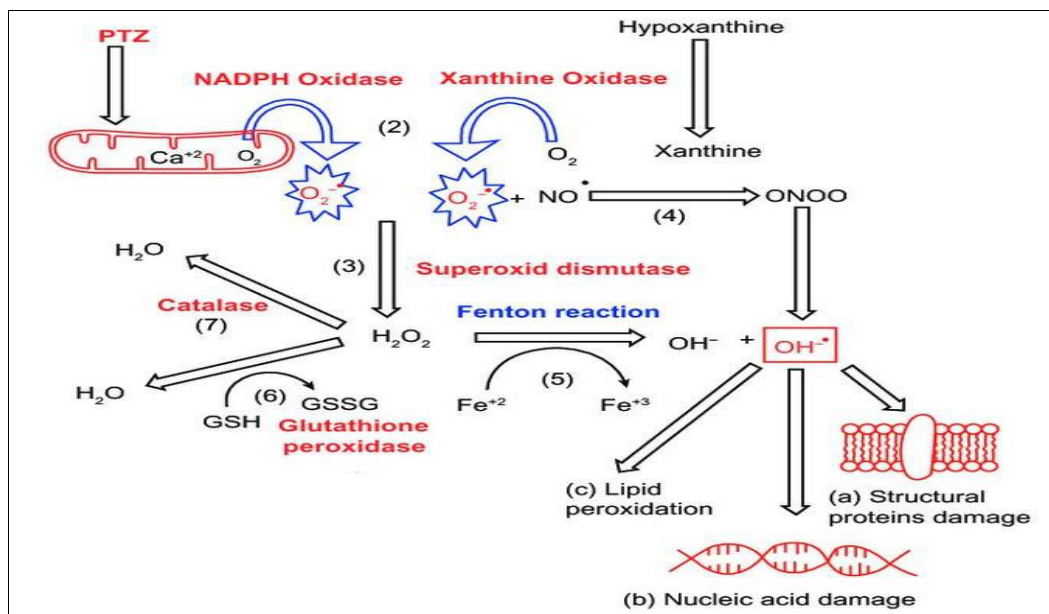 PTZ
Hypoxanthine
NADPH Oxidase
Xanthine Oxidase
(2)
Ca⁺²
O₂
O₂
Xanthine
O₂⁻•
O₂⁻•
+ NO•
(4)
ONOO
H₂O
(3)
Superoxid dismutase
Catalase
(7)
Fenton reaction
H₂O₂
OH⁻ +
OH⁻•
H₂O
(6)
(5)
GSH
GSSG
Fe⁺²
Fe⁺³
Glutathione
peroxidase
(c) Lipid
peroxidation
(a) Structural
proteins damage
(b) Nucleic acid damage